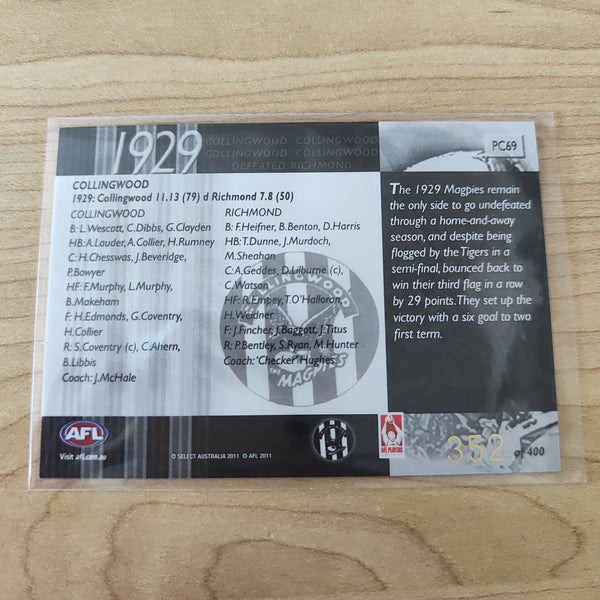 1929
COLLINGWOOD COLLINGWOOD
COLLINGWOOD COLLINGWOOD
DEFEATED RICHMOND
PC69
COLLINGWOOD
1929: Collingwood 11.13 (79) d Richmond 7.8 (50)
COLLINGWOOD
B: L.Wescott, C.Dibbs, G.Clayden
HB: A.Lauder, A.Collier, H.Rumney
C: H.Chesswas, J.Beveridge,
P.Bowyer
HF: F.Murphy, L.Murphy,
B.Makeham
F: H.Edmonds, G.Coventry,
H.Collier
R: S.Coventry (c), C.Ahern,
B.Libbis
Coach: J.McHale
RICHMOND
B: F.Heifner, B.Benton, D.Harris
HB: T.Dunne, J.Murdoch,
M.Sheahan
C: A.Geddes, D.Liburne (c),
C.Watson
HF: R.Empey, T.O'Halloran,
H.Weidner
F: J.Fincher, J.Baggott, J.Titus
R: P.Bentley, S.Ryan, M.Hunter
Coach: 'Checker' Hughes
COLLINGWOOD
THE MAGPIES
The 1929 Magpies remain
the only side to go undefeated
through a home-and-away
season, and despite being
flogged by the Tigers in a
semi-final, bounced back to
win their third flag in a row
by 29 points. They set up the
victory with a six goal to two
first term.
AFL
Visit afl.com.au
© SELECT AUSTRALIA 2011 © AFL 2011
AFL PLAYERS
352 of 400